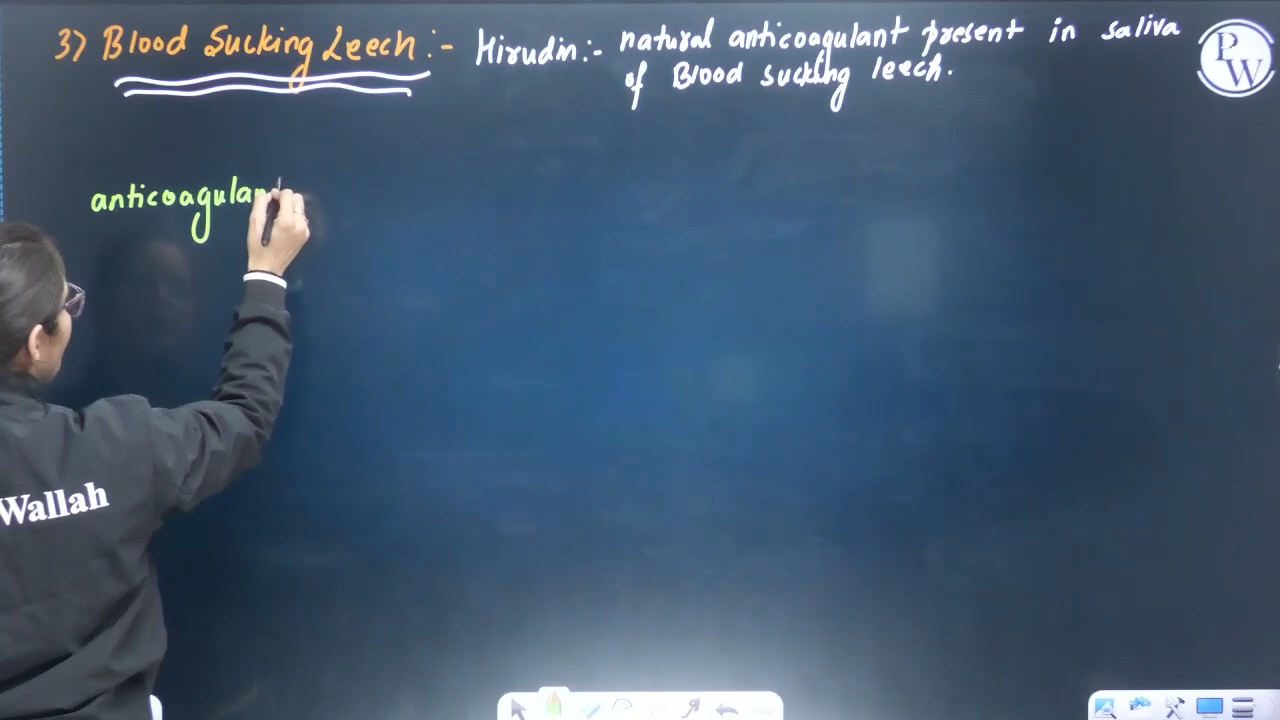 3) Blood Sucking Leech :- Hirudin :- natural anticoagulant present in saliva
of Blood sucking leech.
PW
anticoagulan
Wallah